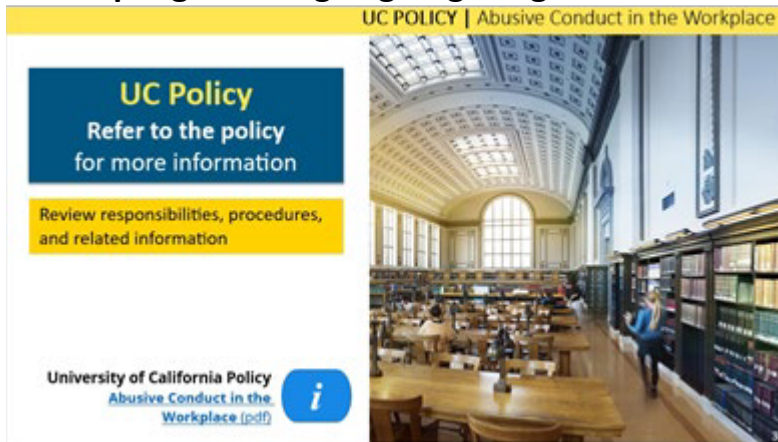 UC POLICY | Abusive Conduct in the Workplace
UC Policy
Refer to the policy
for more information
Review responsibilities, procedures,
and related information
University of California Policy
Abusive Conduct in the
Workplace (pdf)
i